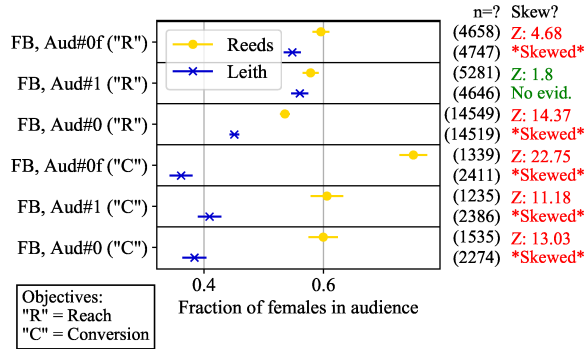 n=? Skew?
FB, Aud#0f ("R") (4658) Z: 4.68
(4747) *Skewed*
FB, Aud#1 ("R") (5281) Z: 1.8
(4646) No evid.
FB, Aud#0 ("R") (14549) Z: 14.37
(14519) *Skewed*
FB, Aud#0f ("C") (1339) Z: 22.75
(2411) *Skewed*
FB, Aud#1 ("C") (1235) Z: 11.18
(2386) *Skewed*
FB, Aud#0 ("C") (1535) Z: 13.03
(2274) *Skewed*
Reeds
Leith
0.4 0.6
Fraction of females in audience
Objectives:
"R" = Reach
"C" = Conversion